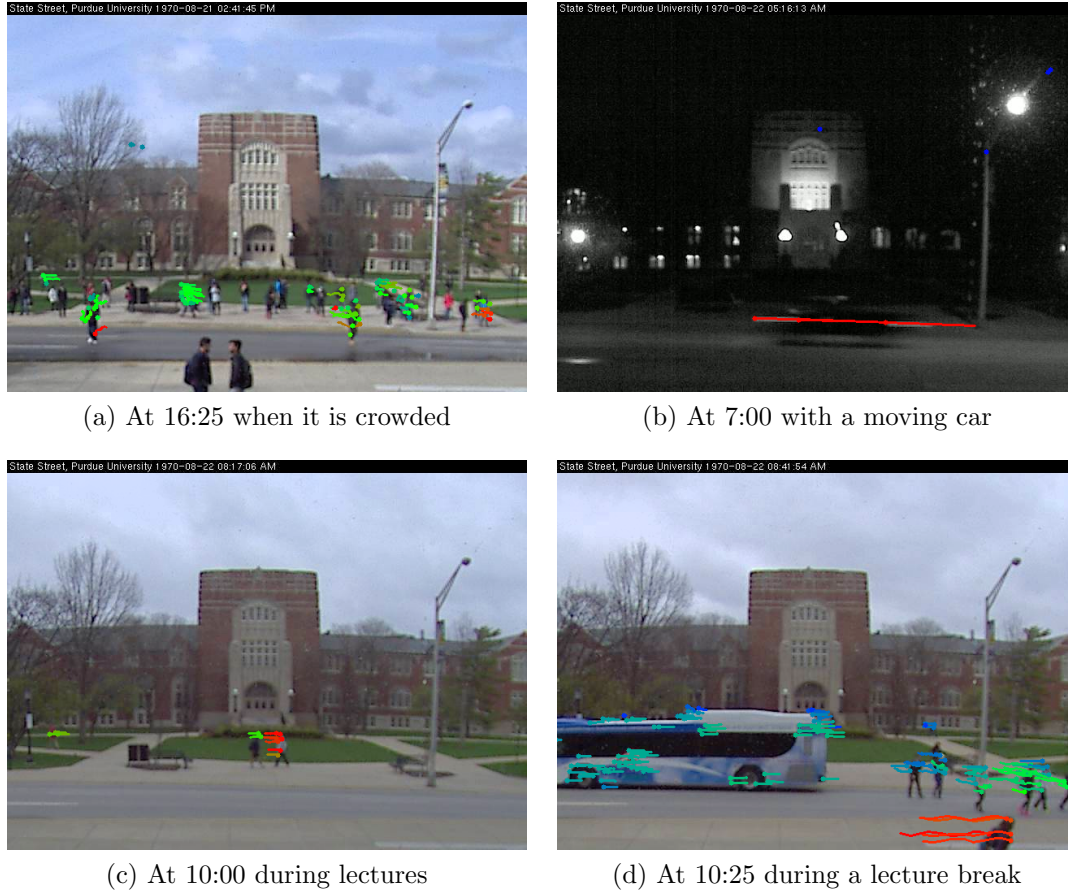 State Street, Purdue University 1970-08-21 02:41:45 PM
State Street, Purdue University 1970-08-22 05:16:13 AM
(a) At 16:25 when it is crowded
(b) At 7:00 with a moving car
State Street, Purdue University 1970-08-22 08:17:06 AM
State Street, Purdue University 1970-08-22 08:41:54 AM
(c) At 10:00 during lectures
(d) At 10:25 during a lecture break